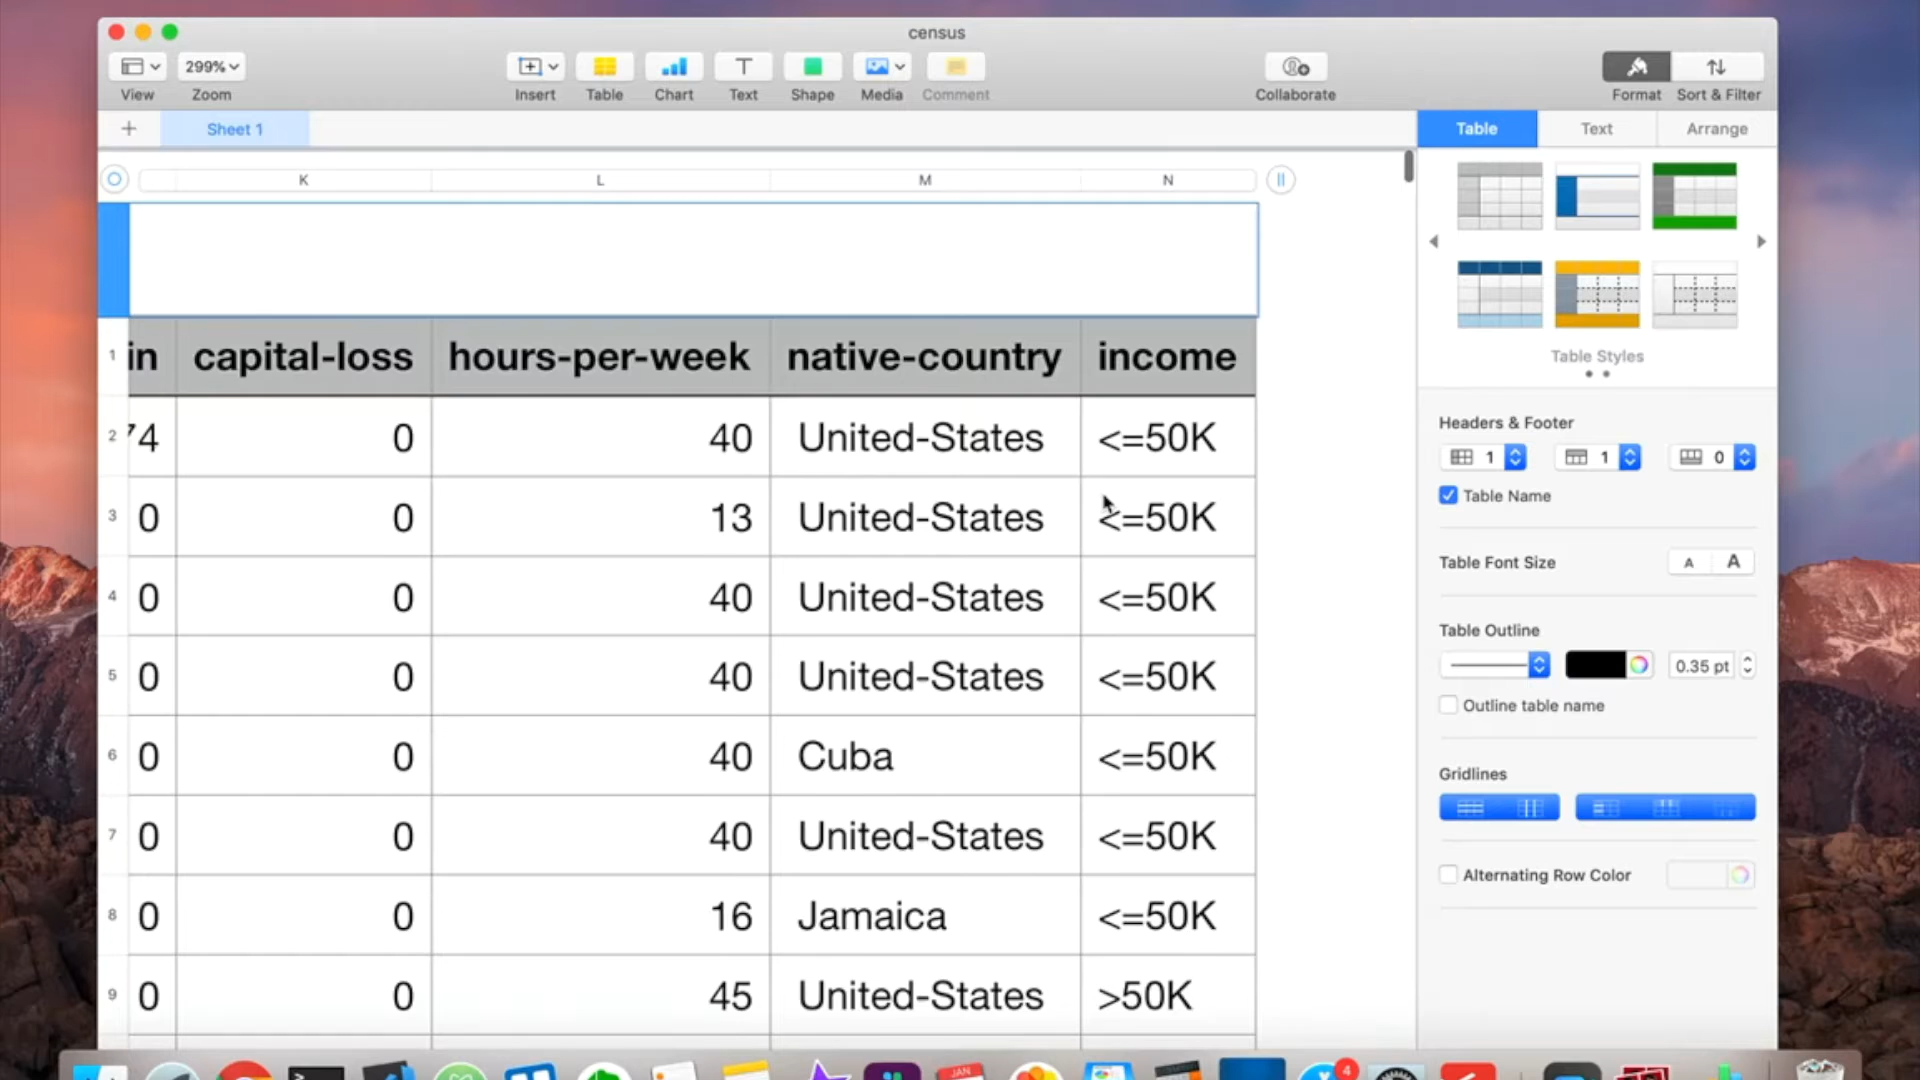 census
299%
View Zoom Insert Table Chart Text Shape Media Comment Collaborate Format Sort & Filter
Sheet 1
Table Text Arrange
K L M N
Table Styles
1 in capital-loss hours-per-week native-country income
2 74 0 40 United-States <=50K
3 0 0 13 United-States <=50K
4 0 0 40 United-States <=50K
5 0 0 40 United-States <=50K
6 0 0 40 Cuba <=50K
7 0 0 40 United-States <=50K
8 0 0 16 Jamaica <=50K
9 0 0 45 United-States >50K
Headers & Footer
1 1 0
Table Name
Table Font Size A A
Table Outline
0.35 pt
Outline table name
Gridlines
Alternating Row Color
JAN
4